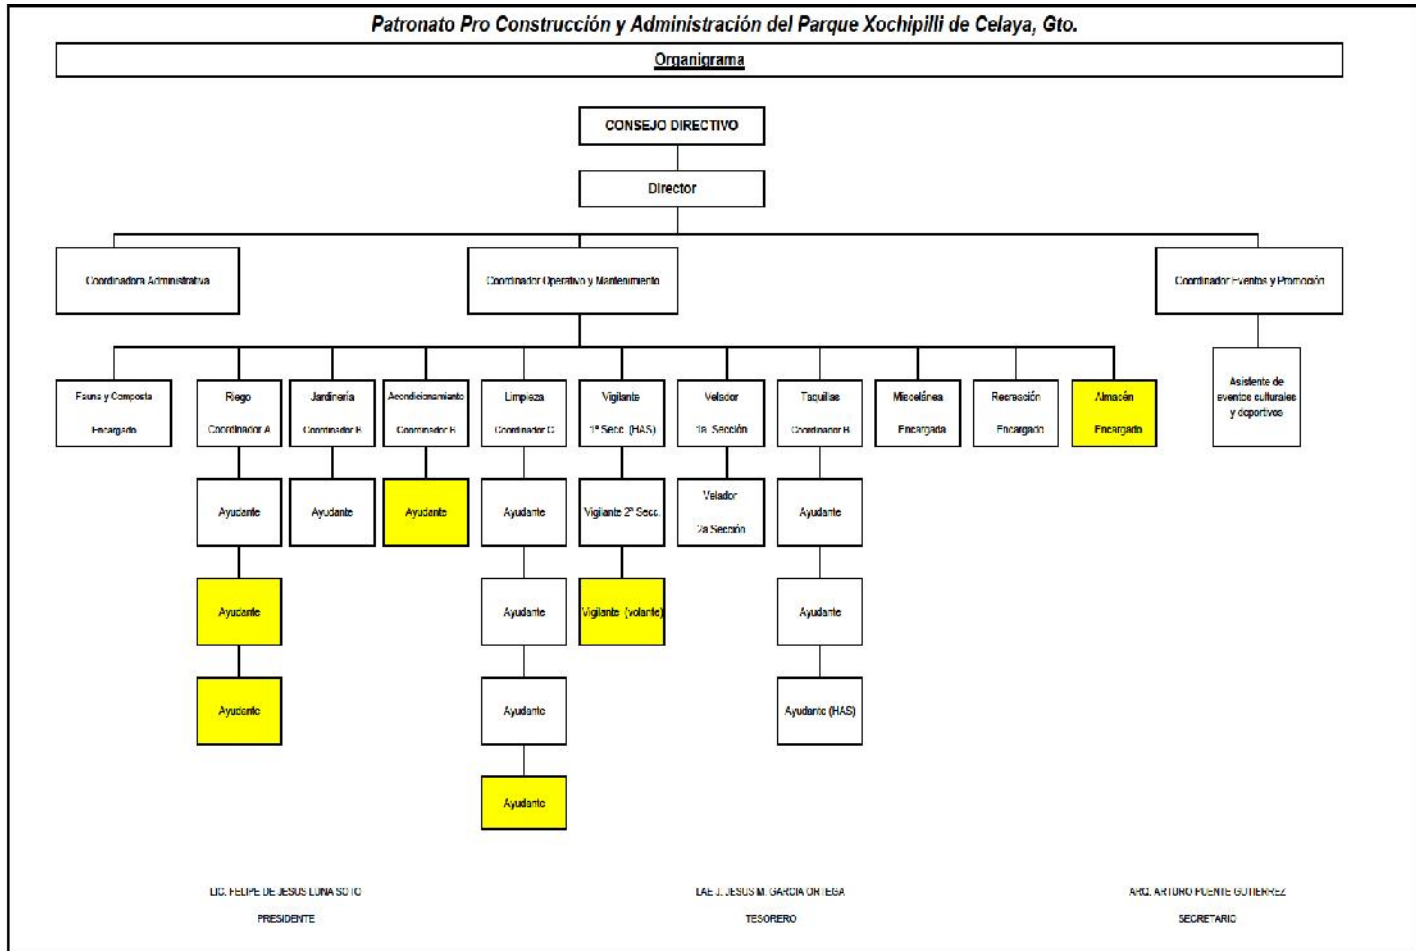 Patronato Pro Construcción y Administración del Parque Xochipilli de Celaya, Gto.
Organigrama
CONSEJO DIRECTIVO
Director
Coordinadora Administrativa
Coordinador Operativo y Mantenimiento
Coordinador Eventos y Promoción
Fauna y Composta
Encargado
Riego
Coordinador A
Jardinería
Coordinador B
Acondicionamiento
Coordinador B
Limpieza
Coordinador C
Vigilante
1ª Secc. (HAS)
Velador
1a. Sección
Taquillas
Coordinador B
Miscelánea
Encargada
Recreación
Encargado
Almacén
Encargado
Asistente de
eventos culturales
y deportivos
Ayudante
Ayudante
Ayudante
Ayudante
Vigilante 2ª Secc.
Velador
2a Sección
Ayudante
Ayudante
Ayudante
Vigilante (volante)
Ayudante
Ayudante
Ayudante
Ayudante (HAS)
Ayudante
LIC. FELIPE DE JESUS LUNA SOTO
PRESIDENTE
LAE J. JESUS M. GARCIA ORTEGA
TESORERO
ARQ. ARTURO PUENTE GUTIERREZ
SECRETARIO